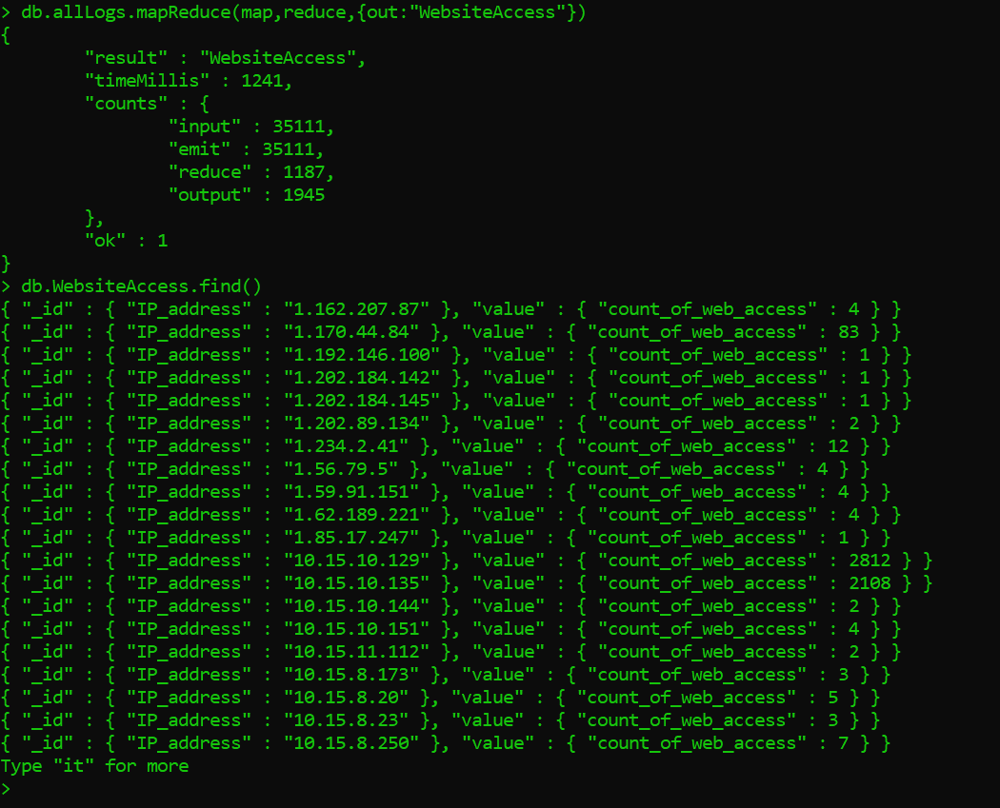 > db.allLogs.mapReduce(map,reduce,{out:"WebsiteAccess"})
{
        "result" : "WebsiteAccess",
        "timeMillis" : 1241,
        "counts" : {
                "input" : 35111,
                "emit" : 35111,
                "reduce" : 1187,
                "output" : 1945
        },
        "ok" : 1
}
> db.WebsiteAccess.find()
{ "_id" : { "IP_address" : "1.162.207.87" }, "value" : { "count_of_web_access" : 4 } }
{ "_id" : { "IP_address" : "1.170.44.84" }, "value" : { "count_of_web_access" : 83 } }
{ "_id" : { "IP_address" : "1.192.146.100" }, "value" : { "count_of_web_access" : 1 } }
{ "_id" : { "IP_address" : "1.202.184.142" }, "value" : { "count_of_web_access" : 1 } }
{ "_id" : { "IP_address" : "1.202.184.145" }, "value" : { "count_of_web_access" : 1 } }
{ "_id" : { "IP_address" : "1.202.89.134" }, "value" : { "count_of_web_access" : 2 } }
{ "_id" : { "IP_address" : "1.234.2.41" }, "value" : { "count_of_web_access" : 12 } }
{ "_id" : { "IP_address" : "1.56.79.5" }, "value" : { "count_of_web_access" : 4 } }
{ "_id" : { "IP_address" : "1.59.91.151" }, "value" : { "count_of_web_access" : 4 } }
{ "_id" : { "IP_address" : "1.62.189.221" }, "value" : { "count_of_web_access" : 4 } }
{ "_id" : { "IP_address" : "1.85.17.247" }, "value" : { "count_of_web_access" : 1 } }
{ "_id" : { "IP_address" : "10.15.10.129" }, "value" : { "count_of_web_access" : 2812 } }
{ "_id" : { "IP_address" : "10.15.10.135" }, "value" : { "count_of_web_access" : 2108 } }
{ "_id" : { "IP_address" : "10.15.10.144" }, "value" : { "count_of_web_access" : 2 } }
{ "_id" : { "IP_address" : "10.15.10.151" }, "value" : { "count_of_web_access" : 4 } }
{ "_id" : { "IP_address" : "10.15.11.112" }, "value" : { "count_of_web_access" : 2 } }
{ "_id" : { "IP_address" : "10.15.8.173" }, "value" : { "count_of_web_access" : 3 } }
{ "_id" : { "IP_address" : "10.15.8.20" }, "value" : { "count_of_web_access" : 5 } }
{ "_id" : { "IP_address" : "10.15.8.23" }, "value" : { "count_of_web_access" : 3 } }
{ "_id" : { "IP_address" : "10.15.8.250" }, "value" : { "count_of_web_access" : 7 } }
Type "it" for more
>